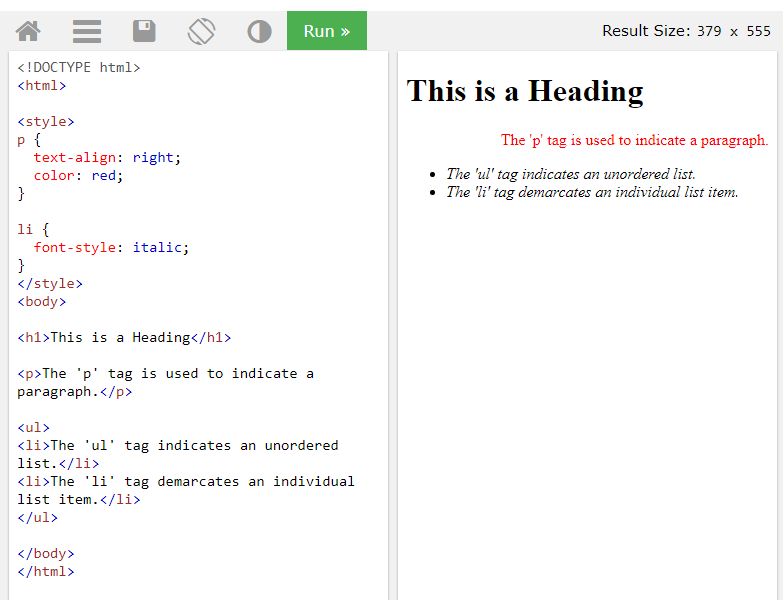 Run »
Result Size: 379 x 555
<!DOCTYPE html>
<html>
<style>
p {
  text-align: right;
  color: red;
}
li {
  font-style: italic;
}
</style>
<body>
<h1>This is a Heading</h1>
<p>The 'p' tag is used to indicate a
paragraph.</p>
<ul>
<li>The 'ul' tag indicates an unordered
list.</li>
<li>The 'li' tag demarcates an individual
list item.</li>
</ul>
</body>
</html>
This is a Heading
The 'p' tag is used to indicate a paragraph.
• The 'ul' tag indicates an unordered list.
• The 'li' tag demarcates an individual list item.